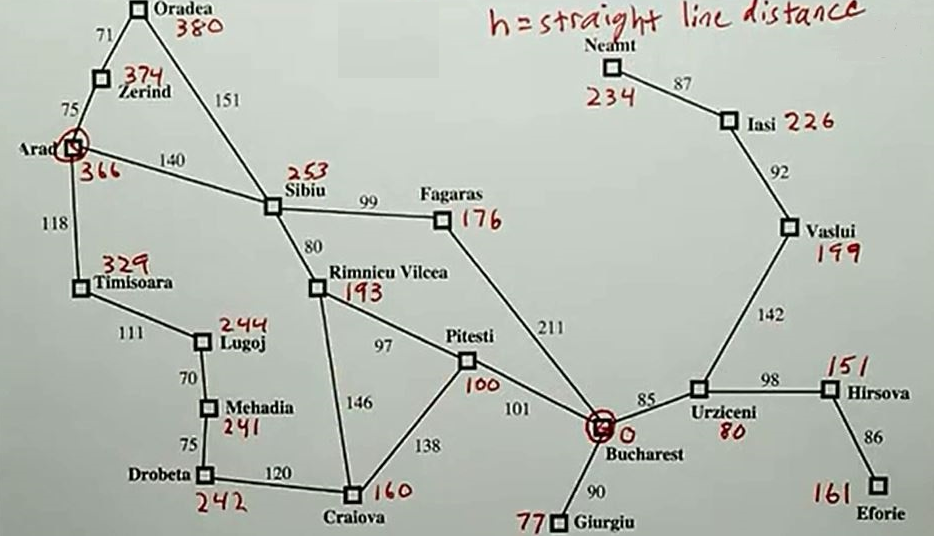 Oradea
380
h = straight line distance
Neamt
234
71
374
Zerind
87
151
Iasi 226
75
Arad
366
140
92
253
Sibiu
99
Fagaras
176
118
80
Vaslui
199
329
Timisoara
Rimnicu Vilcea
193
211
142
111
244
Lugoj
97
Pitesti
100
70
Mehadia
241
146
101
85
98
151
Hirsova
Urziceni
80
75
138
0
Bucharest
86
Drobeta
242
120
160
Craiova
90
77 Giurgiu
161
Eforie